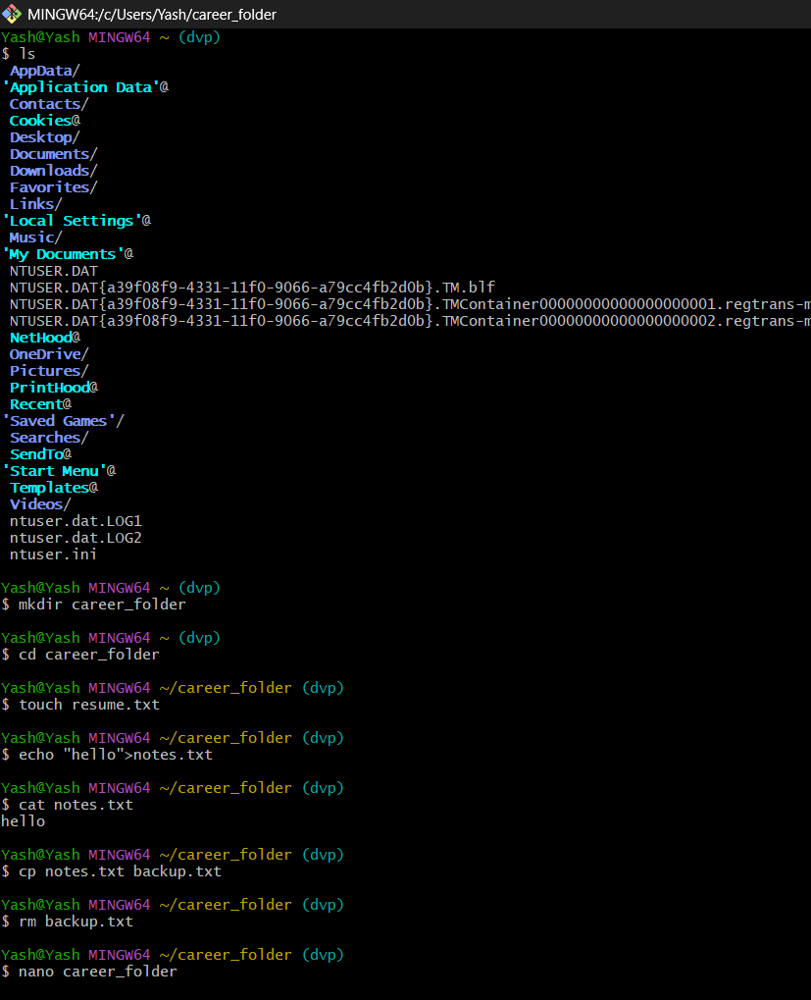 MINGW64:/c/Users/Yash/career_folder
Yash@Yash MINGW64 ~ (dvp)
$ ls
 AppData/
'Application Data'@
 Contacts/
 Cookies@
 Desktop/
 Documents/
 Downloads/
 Favorites/
 Links/
'Local Settings'@
 Music/
'My Documents'@
 NTUSER.DAT
 NTUSER.DAT{a39f08f9-4331-11f0-9066-a79cc4fb2d0b}.TM.blf
 NTUSER.DAT{a39f08f9-4331-11f0-9066-a79cc4fb2d0b}.TMContainer00000000000000000001.regtrans-m
 NTUSER.DAT{a39f08f9-4331-11f0-9066-a79cc4fb2d0b}.TMContainer00000000000000000002.regtrans-m
 NetHood@
 OneDrive/
 Pictures/
 PrintHood@
 Recent@
'Saved Games'/
 Searches/
 SendTo@
'Start Menu'@
 Templates@
 Videos/
 ntuser.dat.LOG1
 ntuser.dat.LOG2
 ntuser.ini
Yash@Yash MINGW64 ~ (dvp)
$ mkdir career_folder
Yash@Yash MINGW64 ~ (dvp)
$ cd career_folder
Yash@Yash MINGW64 ~/career_folder (dvp)
$ touch resume.txt
Yash@Yash MINGW64 ~/career_folder (dvp)
$ echo "hello">notes.txt
Yash@Yash MINGW64 ~/career_folder (dvp)
$ cat notes.txt
hello
Yash@Yash MINGW64 ~/career_folder (dvp)
$ cp notes.txt backup.txt
Yash@Yash MINGW64 ~/career_folder (dvp)
$ rm backup.txt
Yash@Yash MINGW64 ~/career_folder (dvp)
$ nano career_folder